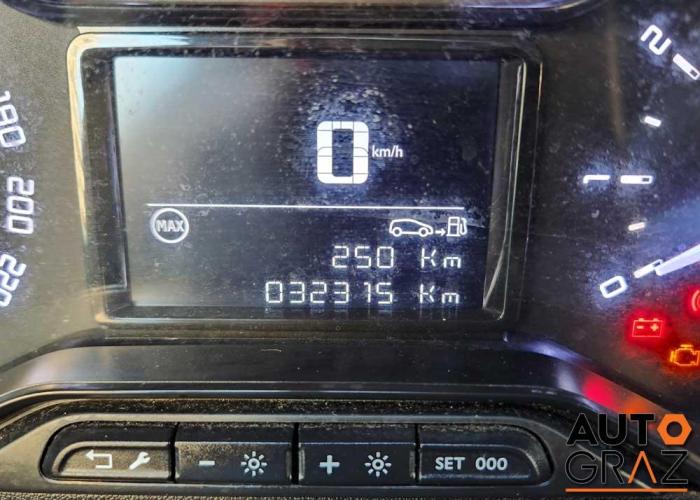 0 km/h
MAX
250 Km
032315 Km
180
200
220
2
1
0
- +
SET 000
AUTO
GRAZ